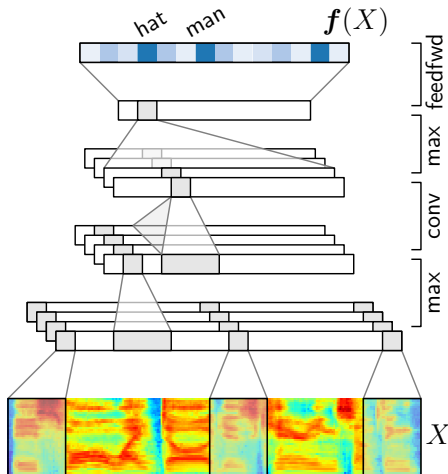 hat man f(X)
feedfwd
max
conv
max
X